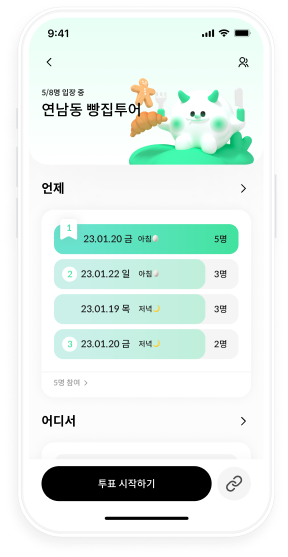 9:41
5/8명 입장 중
연남동 빵집투어
언제
1
23.01.20 금 아침 5명
2 23.01.22 일 아침 3명
23.01.19 목 저녁🌙 3명
3 23.01.20 금 저녁🌙 2명
5명 참여 >
어디서
투표 시작하기